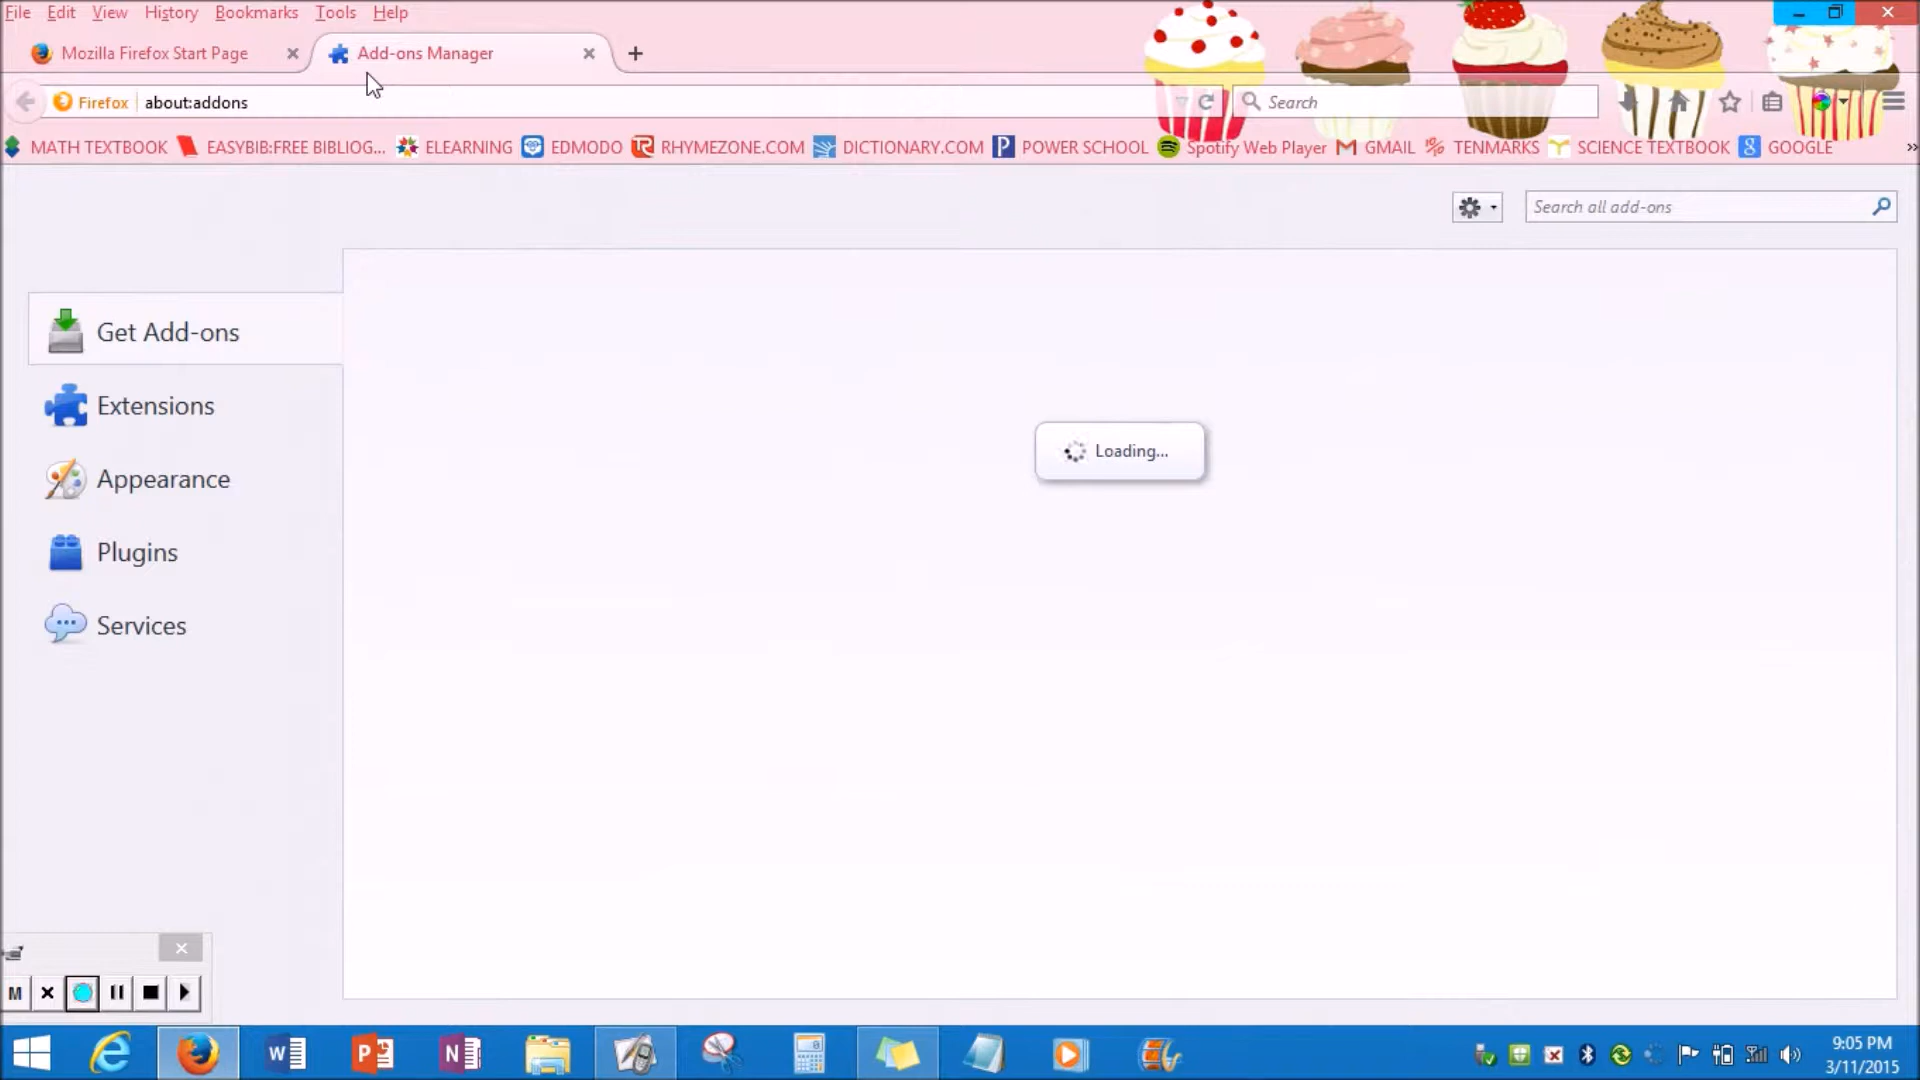 File Edit View History Bookmarks Tools Help
Mozilla Firefox Start Page Add-ons Manager
Firefox about:addons Search
MATH TEXTBOOK EASYBIB:FREE BIBLIOG... ELEARNING EDMODO RHYMEZONE.COM DICTIONARY.COM POWER SCHOOL Spotify Web Player GMAIL TENMARKS SCIENCE TEXTBOOK GOOGLE
Search all add-ons
Get Add-ons
Extensions
Appearance
Plugins
Services
Loading...
M
9:05 PM
3/11/2015